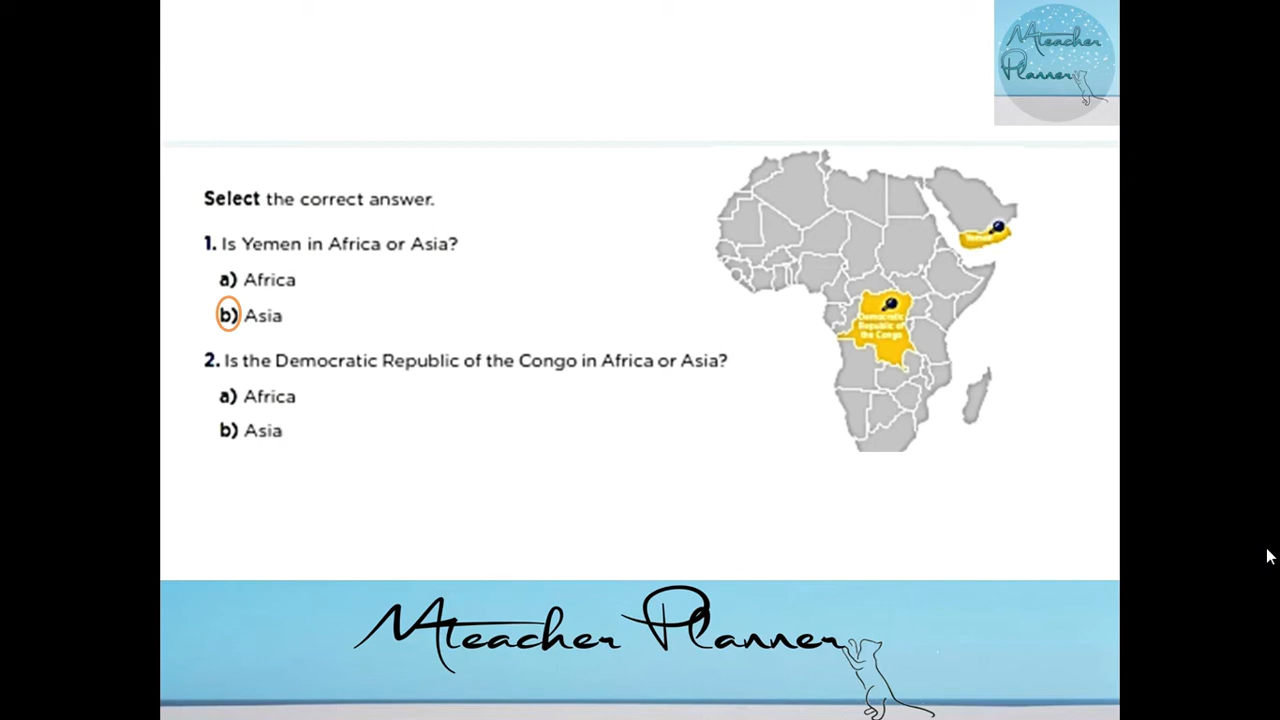 Mteacher
Planner
Select the correct answer.
1. Is Yemen in Africa or Asia?
a) Africa
b) Asia
2. Is the Democratic Republic of the Congo in Africa or Asia?
a) Africa
b) Asia
Yemen
Democratic
Republic of
the Congo
Mteacher Planner